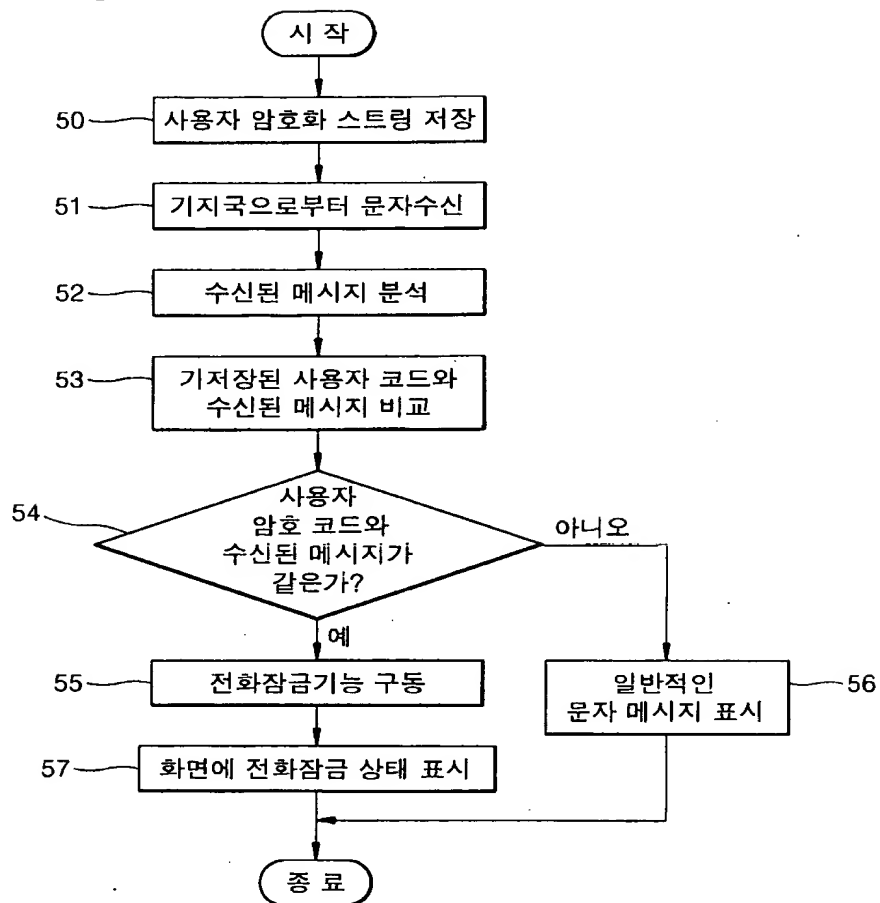 시 작
50
사용자 암호화 스트링 저장
51
기지국으로부터 문자수신
52
수신된 메시지 분석
53
기저장된 사용자 코드와
수신된 메시지 비교
54
사용자
암호 코드와
수신된 메시지가
같은가?
아니오
예
55
전화잠금기능 구동
일반적인
문자 메시지 표시
56
57
화면에 전화잠금 상태 표시
종 료